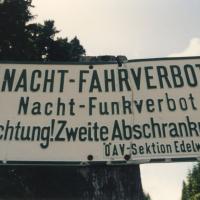 NACHT-FAHRVERBOT
Nacht-Funkverbot
chtung! Zweite Abschranku
ÖAV-Sektion Edelw